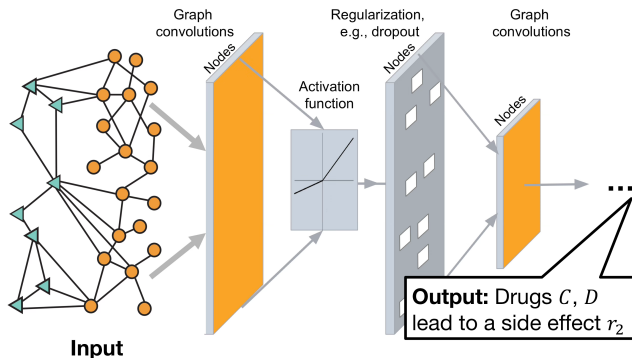 Graph
convolutions
Regularization,
e.g., dropout
Graph
convolutions
Nodes
Activation
function
Nodes
Nodes
...
Output: Drugs C, D
lead to a side effect r₂
Input